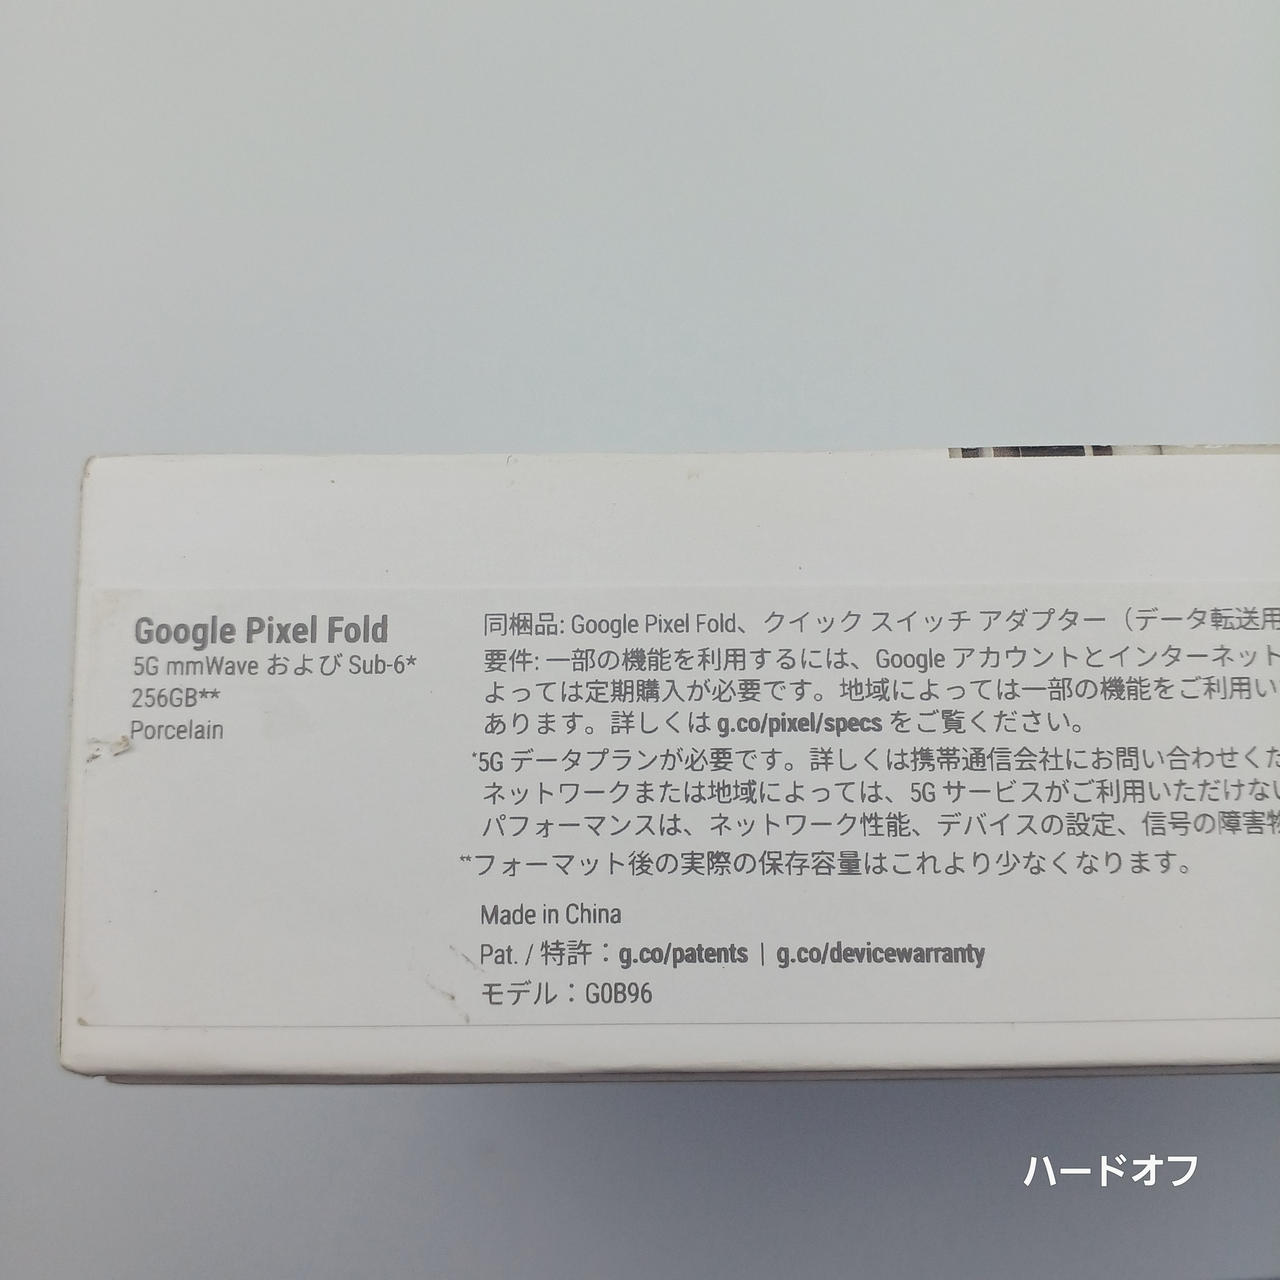 Google Pixel Fold
5G mmWave および Sub-6*
256GB**
Porcelain
同梱品: Google Pixel Fold、クイック スイッチ アダプター（データ転送用
要件: 一部の機能を利用するには、Google アカウントとインターネット
よっては定期購入が必要です。地域によっては一部の機能をご利用い
あります。詳しくは g.co/pixel/specs をご覧ください。
*5G データプランが必要です。詳しくは携帯通信会社にお問い合わせくだ
ネットワークまたは地域によっては、5G サービスがご利用いただけない
パフォーマンスは、ネットワーク性能、デバイスの設定、信号の障害物
**フォーマット後の実際の保存容量はこれより少なくなります。
Made in China
Pat. / 特許：g.co/patents | g.co/devicewarranty
モデル：G0B96
ハードオフ